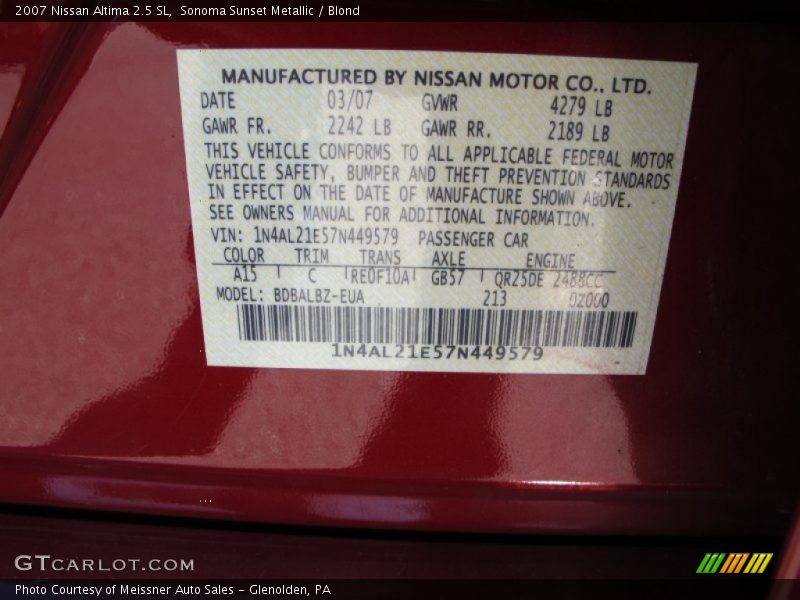 2007 Nissan Altima 2.5 SL,  Sonoma Sunset Metallic / Blond
MANUFACTURED BY NISSAN MOTOR CO., LTD.
DATE 03/07 GVWR 4279 LB
GAWR FR. 2242 LB GAWR RR. 2189 LB
THIS VEHICLE CONFORMS TO ALL APPLICABLE FEDERAL MOTOR
VEHICLE SAFETY, BUMPER AND THEFT PREVENTION STANDARDS
IN EFFECT ON THE DATE OF MANUFACTURE SHOWN ABOVE.
SEE OWNERS MANUAL FOR ADDITIONAL INFORMATION.
VIN: 1N4AL21E57N449579 PASSENGER CAR
COLOR TRIM TRANS AXLE ENGINE
A15 C RE0F10A GB57 QR25DE 2488CC
MODEL: BDBALBZ-EUA 213 0Z000
1N4AL21E57N449579
GTCARLOT.COM
Photo Courtesy of Meissner Auto Sales - Glenolden, PA